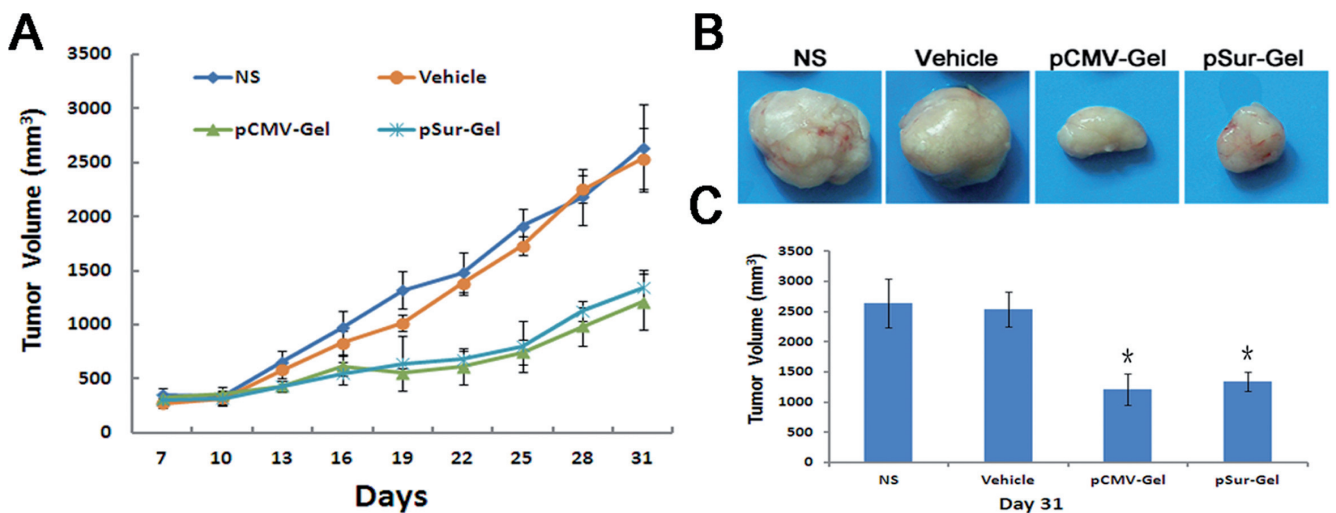 A
Tumor Volume (mm³)
3500
3000
2500
2000
1500
1000
500
0
NS
Vehicle
pCMV-Gel
pSur-Gel
7 10 13 16 19 22 25 28 31
Days
B
NS Vehicle pCMV-Gel pSur-Gel
C
Tumor Volume (mm³)
3500
3000
2500
2000
1500
1000
500
0
* *
NS Vehicle pCMV-Gel pSur-Gel
Day 31